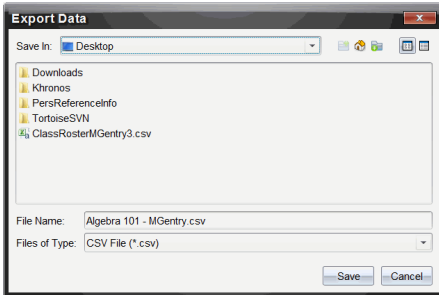 Export Data
Save In: Desktop
Downloads
Khronos
PersReferenceInfo
TortoiseSVN
ClassRosterMGentry3.csv
File Name: Algebra 101 - MGentry.csv
Files of Type: CSV File (*.csv)
Save Cancel